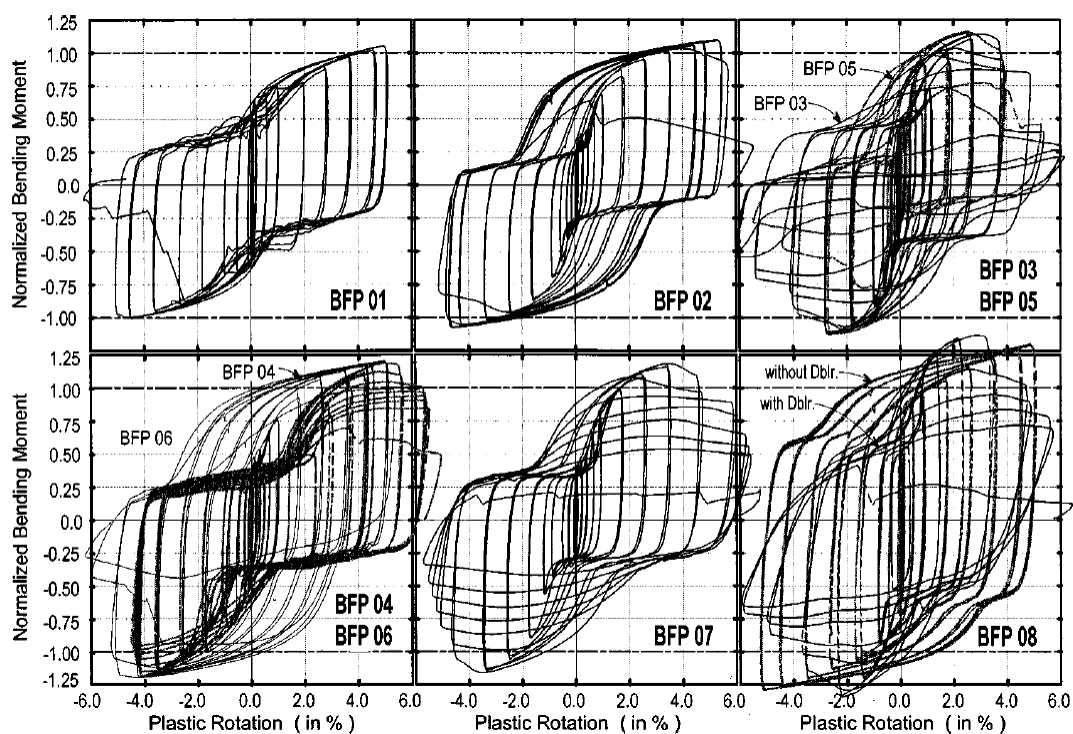 Normalized Bending Moment
1.25
1.00
0.75
0.50
0.25
0.0
-0.25
-0.50
-0.75
-1.00
BFP 01
BFP 02
BFP 05
BFP 03
BFP 03
BFP 05
Normalized Bending Moment
1.25
1.00
0.75
0.50
0.25
0.0
-0.25
-0.50
-0.75
-1.00
-1.25
BFP 04
BFP 06
BFP 04
BFP 06
BFP 07
without Dblr.
with Dblr.
BFP 08
-6.0 -4.0 -2.0 0.0 2.0 4.0 6.0 -4.0 -2.0 0.0 2.0 4.0 6.0 -4.0 -2.0 0.0 2.0 4.0 6.0
Plastic Rotation ( in % ) Plastic Rotation ( in % ) Plastic Rotation ( in % )